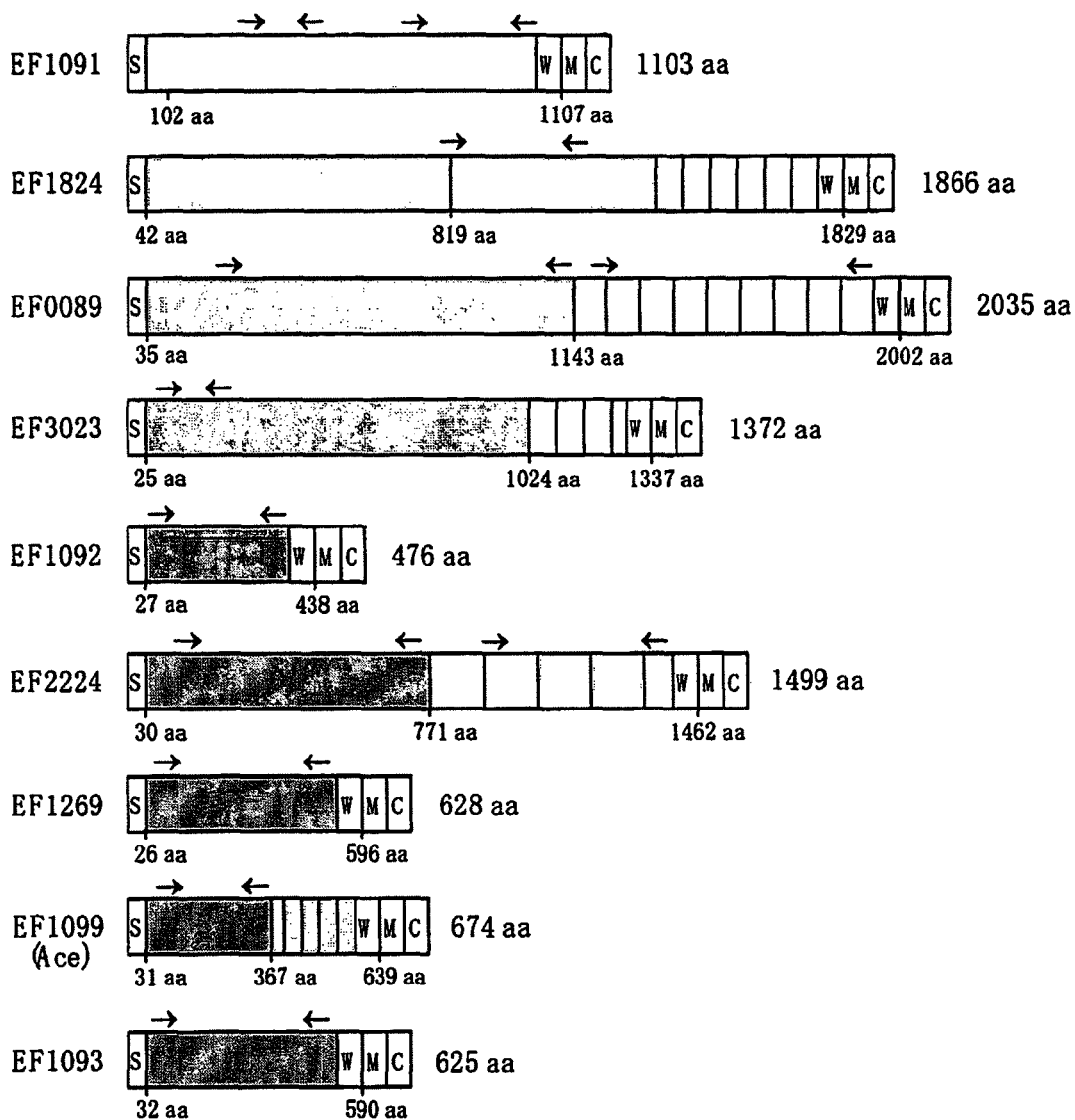 EF1091 S W M C 1103 aa
102 aa 1107 aa
EF1824 S W M C 1866 aa
42 aa 819 aa 1829 aa
EF0089 S W M C 2035 aa
35 aa 1143 aa 2002 aa
EF3023 S W M C 1372 aa
25 aa 1024 aa 1337 aa
EF1092 S W M C 476 aa
27 aa 438 aa
EF2224 S W M C 1499 aa
30 aa 771 aa 1462 aa
EF1269 S W M C 628 aa
26 aa 596 aa
EF1099 S W M C 674 aa
(Ace)
31 aa 367 aa 639 aa
EF1093 S W M C 625 aa
32 aa 590 aa